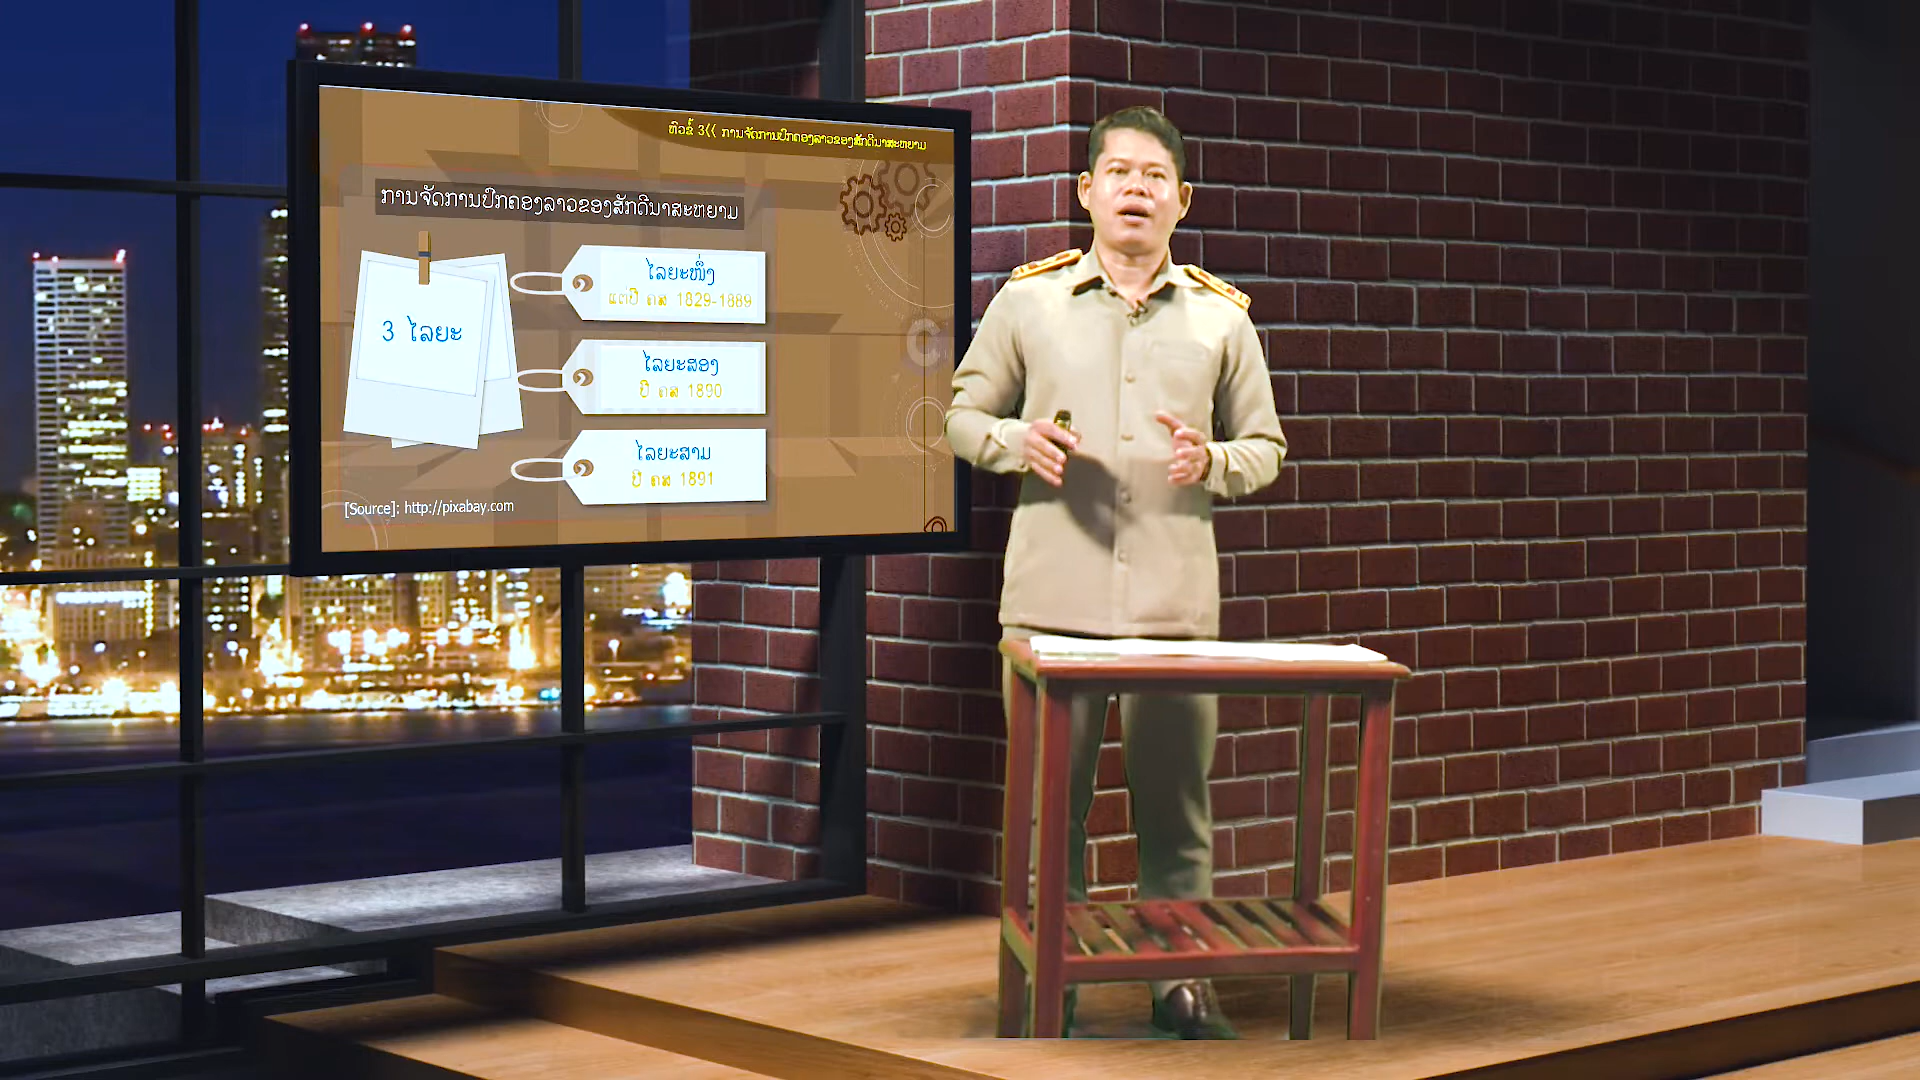 ຫົວຂໍ້ 3<< ການຈັດການປົກຄອງລາວຂອງສັກດີນາສະຫຍາມ
ການຈັດການປົກຄອງລາວຂອງສັກດີນາສະຫຍາມ
3 ໄລຍະ
ໄລຍະໜຶ່ງ
ແຕ່ປີ ຄສ 1829-1889
ໄລຍະສອງ
ປີ ຄສ 1890
ໄລຍະສາມ
ປີ ຄສ 1891
[Source]: http://pixabay.com